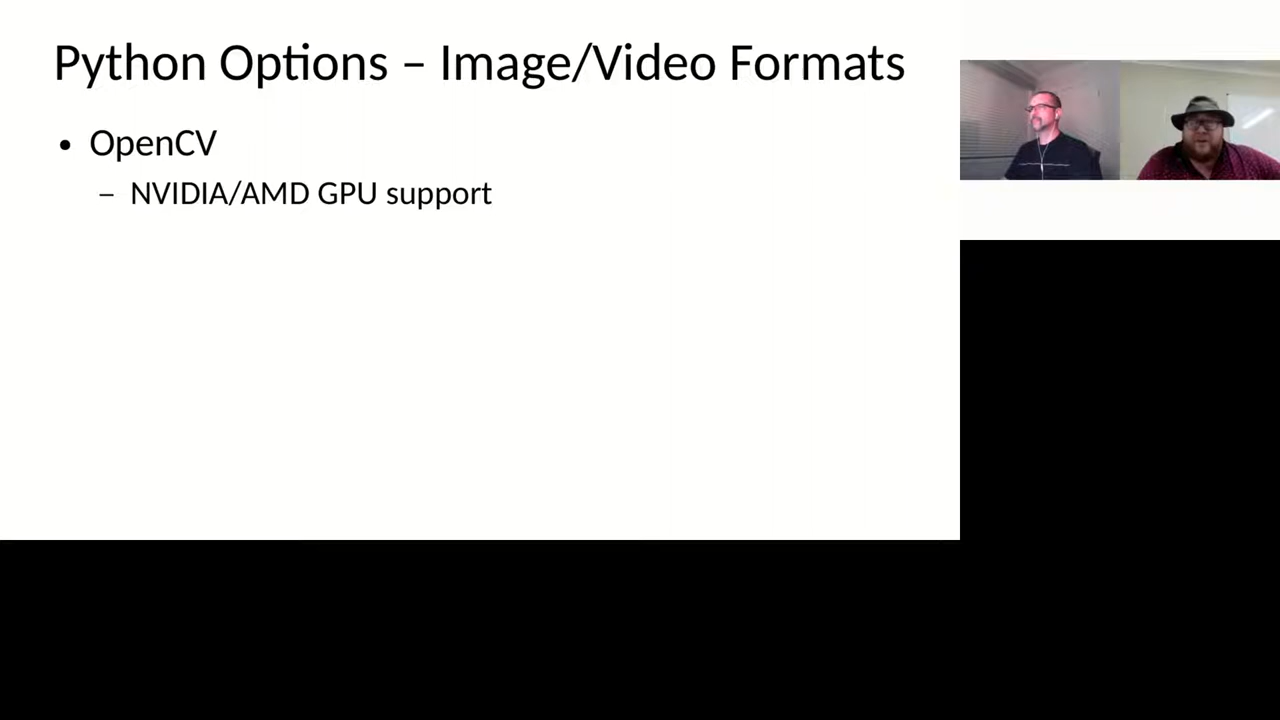 Python Options – Image/Video Formats
• OpenCV
– NVIDIA/AMD GPU support